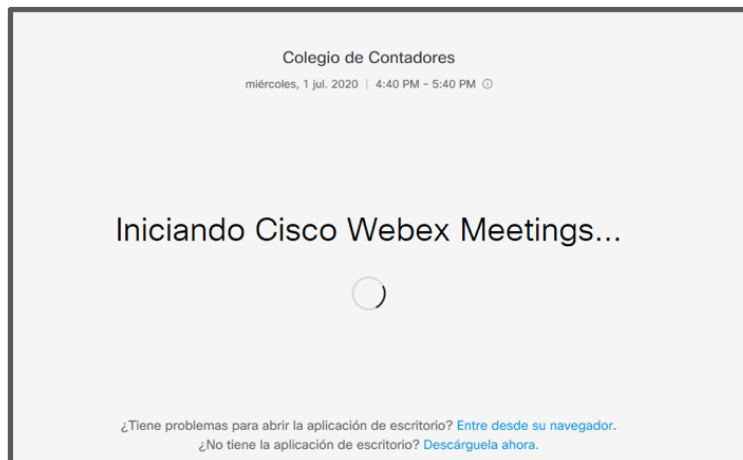 Colegio de Contadores
miércoles, 1 jul. 2020 | 4:40 PM - 5:40 PM
Iniciando Cisco Webex Meetings...
¿Tiene problemas para abrir la aplicación de escritorio? Entre desde su navegador.
¿No tiene la aplicación de escritorio? Descárguela ahora.